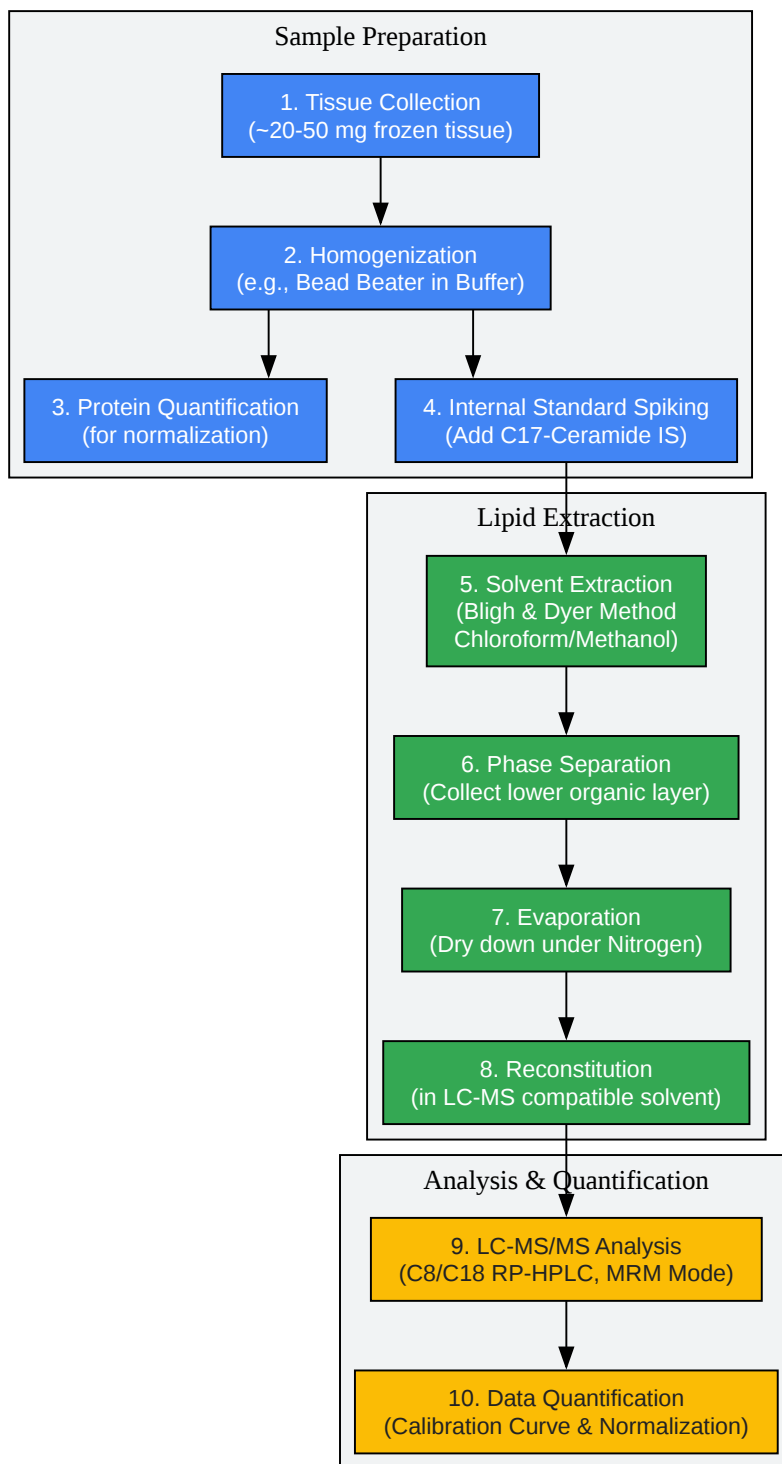 Sample Preparation
1. Tissue Collection
(~20-50 mg frozen tissue)
2. Homogenization
(e.g., Bead Beater in Buffer)
3. Protein Quantification
(for normalization)
4. Internal Standard Spiking
(Add C17-Ceramide IS)
Lipid Extraction
5. Solvent Extraction
(Bligh & Dyer Method
Chloroform/Methanol)
6. Phase Separation
(Collect lower organic layer)
7. Evaporation
(Dry down under Nitrogen)
8. Reconstitution
(in LC-MS compatible solvent)
Analysis & Quantification
9. LC-MS/MS Analysis
(C8/C18 RP-HPLC, MRM Mode)
10. Data Quantification
(Calibration Curve & Normalization)